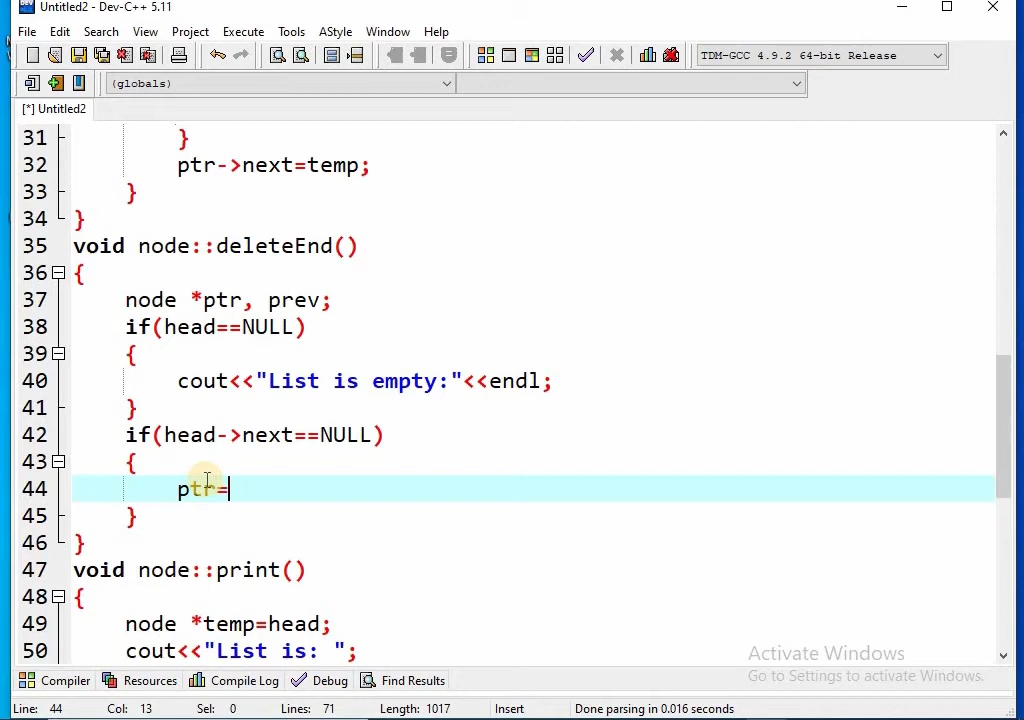 Untitled2 - Dev-C++ 5.11
File Edit Search View Project Execute Tools AStyle Window Help
TDM-GCC 4.9.2 64-bit Release
(globals)
[*] Untitled2
31 }
32 ptr->next=temp;
33 }
34 }
35 void node::deleteEnd()
36 {
37 node *ptr, prev;
38 if(head==NULL)
39 {
40 cout<<"List is empty:"<<endl;
41 }
42 if(head->next==NULL)
43 {
44 ptr=
45 }
46 }
47 void node::print()
48 {
49 node *temp=head;
50 cout<<"List is: ";
Activate Windows
Go to Settings to activate Windows.
Compiler Resources Compile Log Debug Find Results
Line: 44 Col: 13 Sel: 0 Lines: 71 Length: 1017 Insert Done parsing in 0.016 seconds